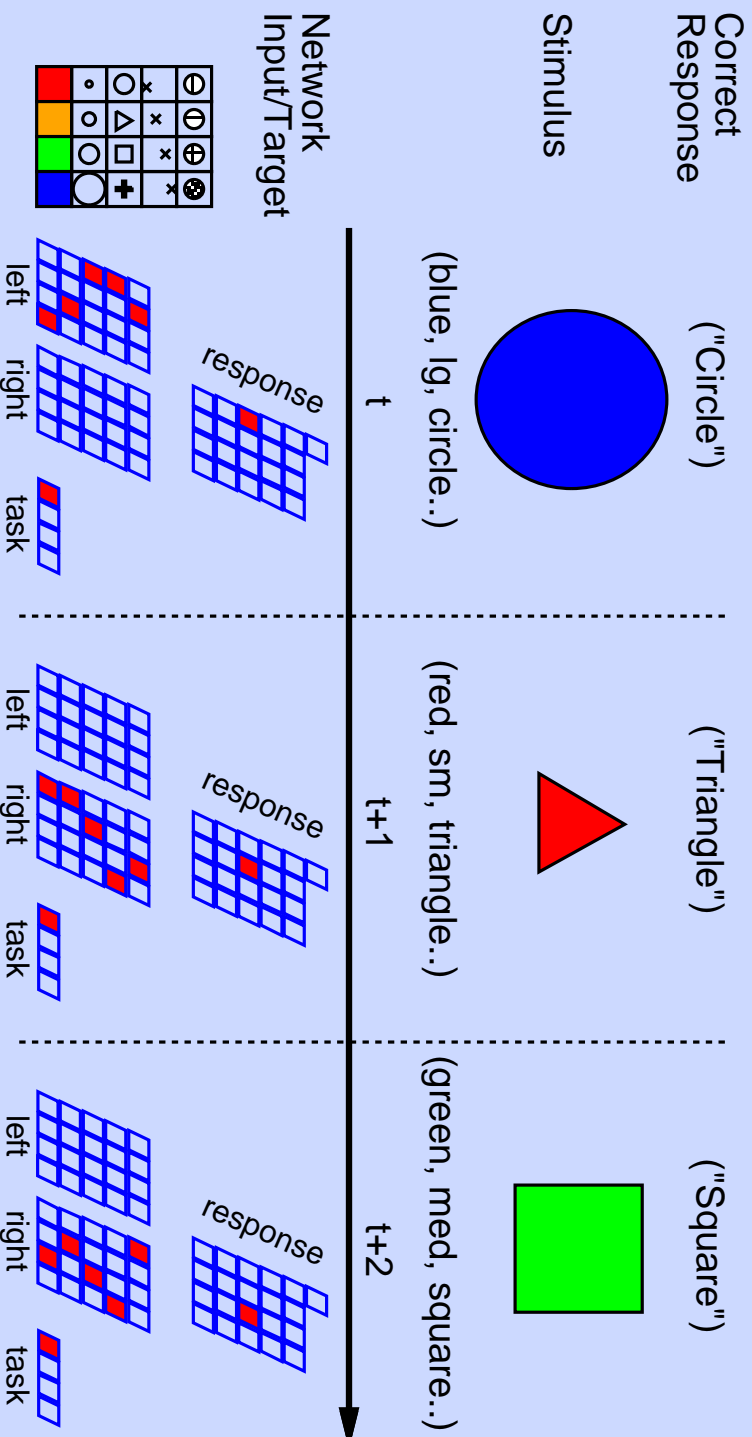 Correct
Response
("Circle")
("Triangle")
("Square")
Stimulus
(blue, lg, circle..)
(red, sm, triangle..)
(green, med, square..)
t
t+1
t+2
Network
Input/Target
response
response
response
left
right
task
left
right
task
left
right
task